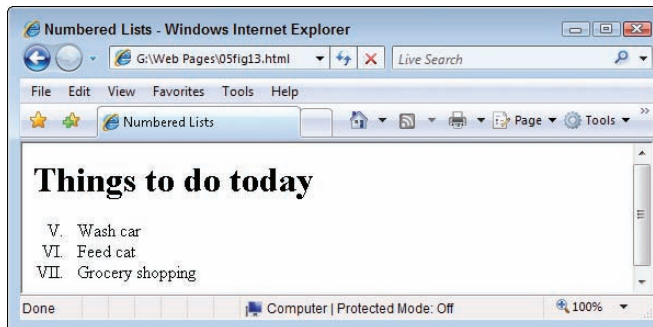 Numbered Lists - Windows Internet Explorer
G:\Web Pages\05fig13.html Live Search
File Edit View Favorites Tools Help
Numbered Lists Page Tools »
Things to do today
V. Wash car
VI. Feed cat
VII. Grocery shopping
Done Computer | Protected Mode: Off 100%